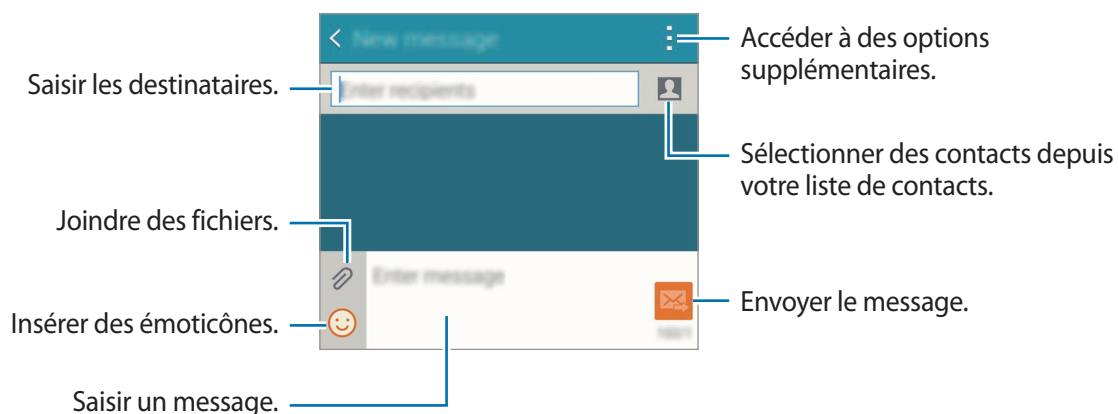 New message
Accéder à des options
supplémentaires.
Saisir les destinataires.
Enter recipients
Sélectionner des contacts depuis
votre liste de contacts.
Joindre des fichiers.
Enter message
Envoyer le message.
Insérer des émoticônes.
Saisir un message.